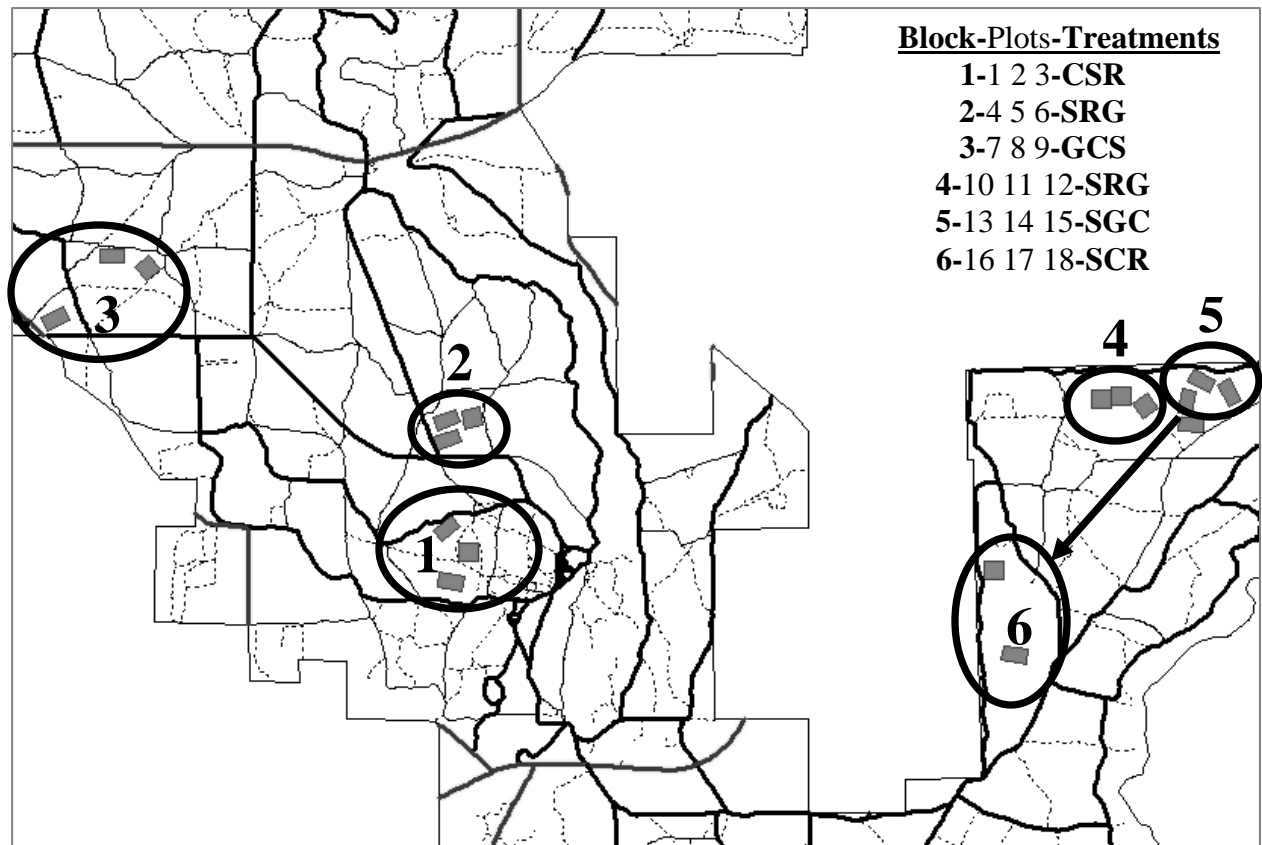 Block-Plots-Treatments
1-1 2 3-CSR
2-4 5 6-SRG
3-7 8 9-GCS
4-10 11 12-SRG
5-13 14 15-SGC
6-16 17 18-SCR
3
2
4
5
1
6